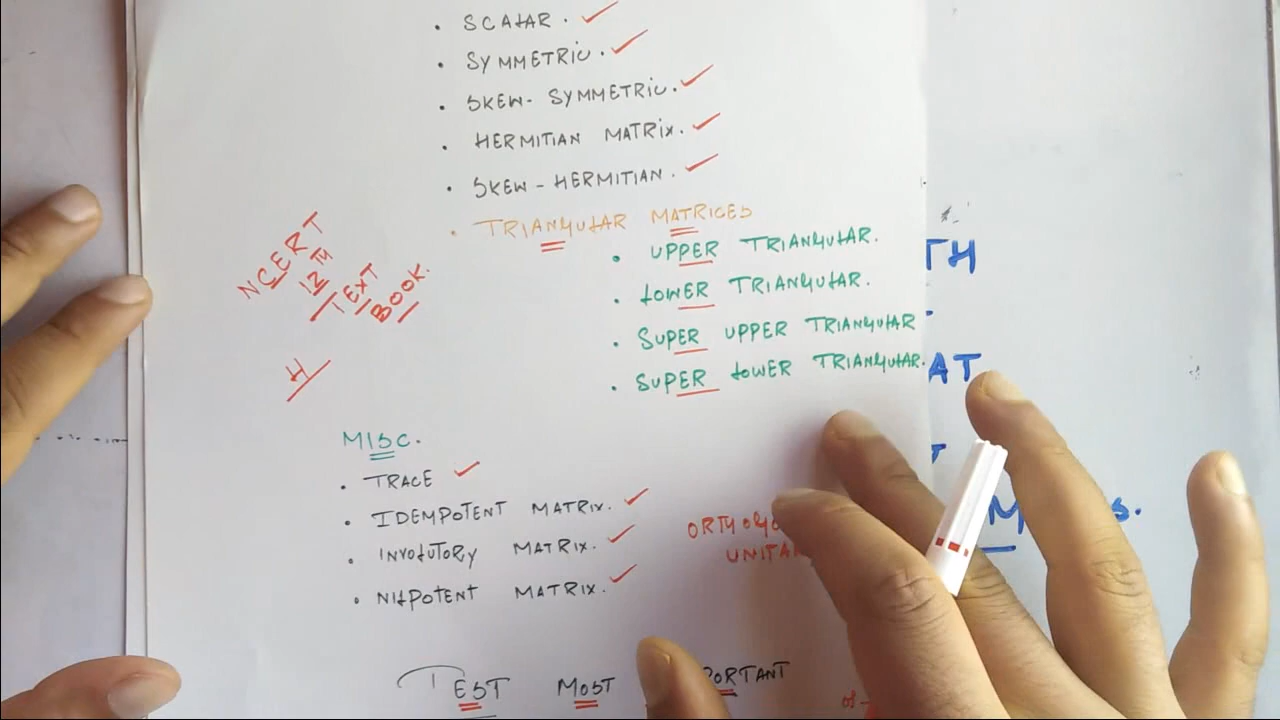 • SCALAR.
• SYMMETRIC.
• SKEW-SYMMETRIC.
• HERMITIAN MATRIX.
• SKEW-HERMITIAN.
• TRIANGULAR MATRICES
• UPPER TRIANGULAR.
• LOWER TRIANGULAR.
• SUPER UPPER TRIANGULAR
• SUPER LOWER TRIANGULAR.
NCERT
12TH
TEXT
BOOK.
MISC.
• TRACE
• IDEMPOTENT MATRIX.
• INVOLUTORY MATRIX.
• NILPOTENT MATRIX.
MOST
of